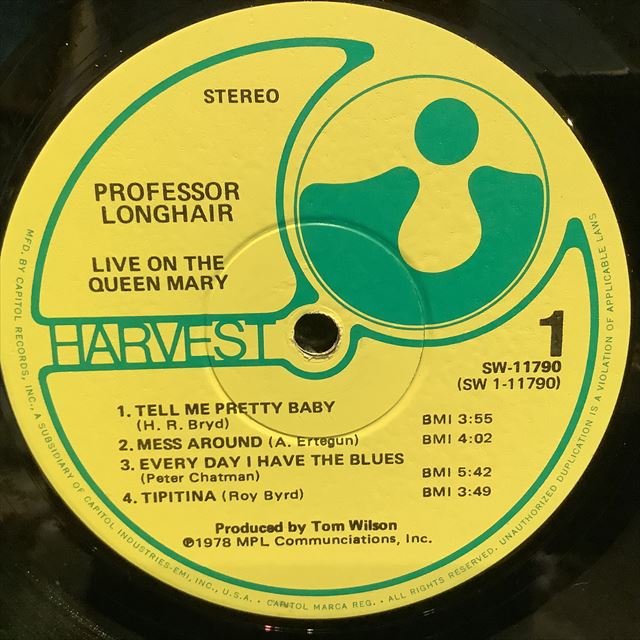 STEREO
PROFESSOR
LONGHAIR
LIVE ON THE
QUEEN MARY
HARVEST
1
SW-11790
(SW 1-11790)
1. TELL ME PRETTY BABY
(H. R. Bryd) BMI 3:55
2. MESS AROUND (A. Ertegun) BMI 4:02
3. EVERY DAY I HAVE THE BLUES
(Peter Chatman) BMI 5:42
4. TIPITINA (Roy Byrd) BMI 3:49
Produced by Tom Wilson
℗1978 MPL Communciations, Inc.
MFD. BY CAPITOL RECORDS, INC., A SUBSIDIARY OF CAPITOL INDUSTRIES-EMI, INC., U.S.A. • CAPITOL MARCA REG. • ALL RIGHTS RESERVED. UNAUTHORIZED DUPLICATION IS A VIOLATION OF APPLICABLE LAWS